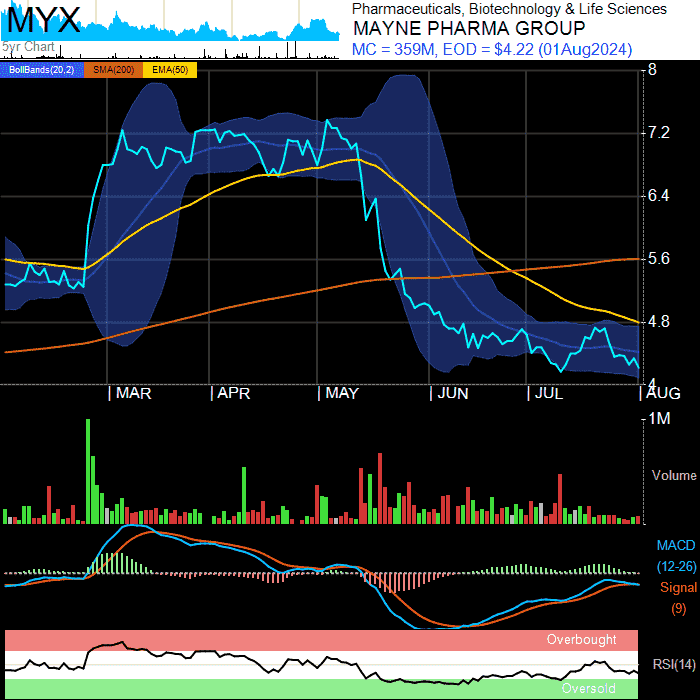 MYX
5yr Chart
Pharmaceuticals, Biotechnology & Life Sciences
MAYNE PHARMA GROUP
MC = 359M, EOD = $4.22 (01Aug2024)
BollBands(20,2) SMA(200) EMA(50)
8
7.2
6.4
5.6
4.8
4
MAR APR MAY JUN JUL AUG
1M
Volume
MACD
(12-26)
Signal
(9)
Overbought
RSI(14)
Oversold